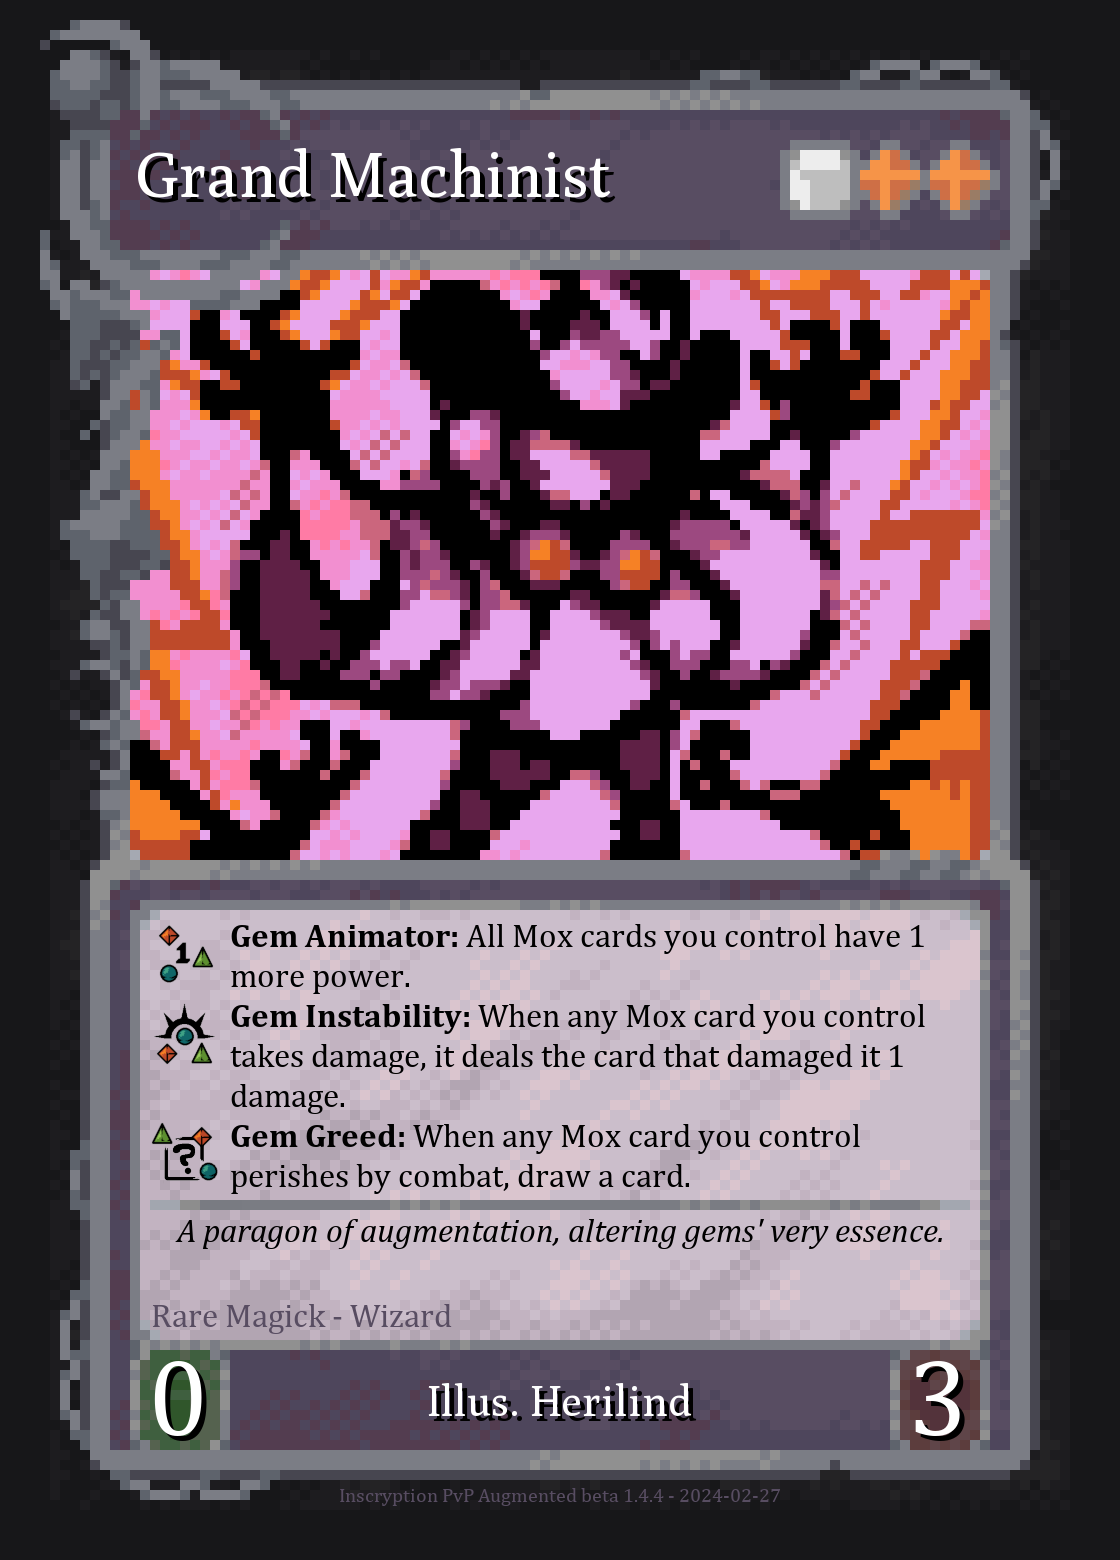 Grand Machinist
Gem Animator: All Mox cards you control have 1
more power.
Gem Instability: When any Mox card you control
takes damage, it deals the card that damaged it 1
damage.
Gem Greed: When any Mox card you control
perishes by combat, draw a card.
A paragon of augmentation, altering gems' very essence.
Rare Magick - Wizard
0
Illus. Herilind
3
Inscryption PvP Augmented beta 1.4.4 - 2024-02-27